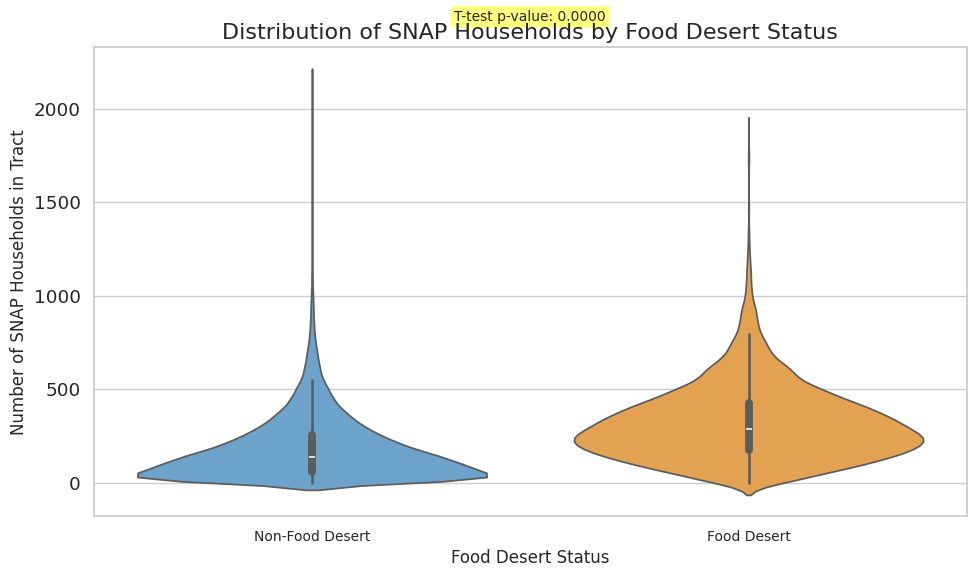 T-test p-value: 0.0000
Distribution of SNAP Households by Food Desert Status
Number of SNAP Households in Tract
2000
1500
1000
500
0
Non-Food Desert
Food Desert
Food Desert Status